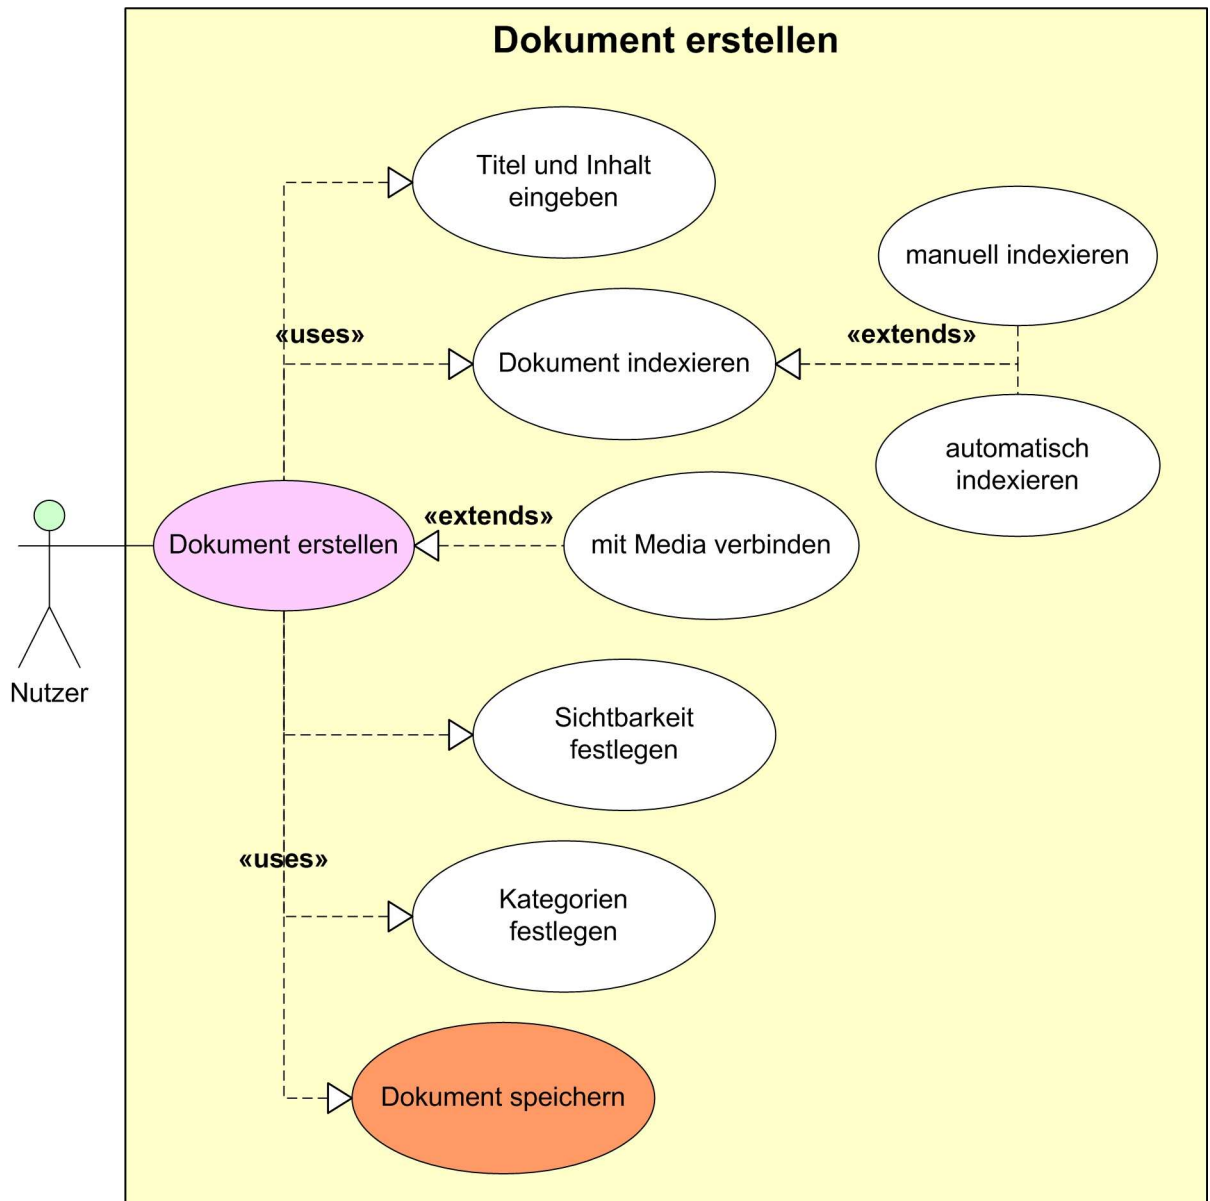 Dokument erstellen
Titel und Inhalt
eingeben
manuell indexieren
«uses»
«extends»
Dokument indexieren
automatisch
indexieren
«extends»
Dokument erstellen
mit Media verbinden
Nutzer
Sichtbarkeit
festlegen
«uses»
Kategorien
festlegen
Dokument speichern